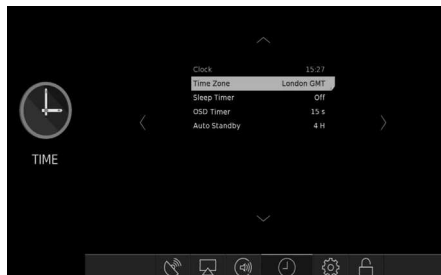 Clock 15:27
Time Zone London GMT
Sleep Timer Off
OSD Timer 15 s
Auto Standby 4 H
TIME